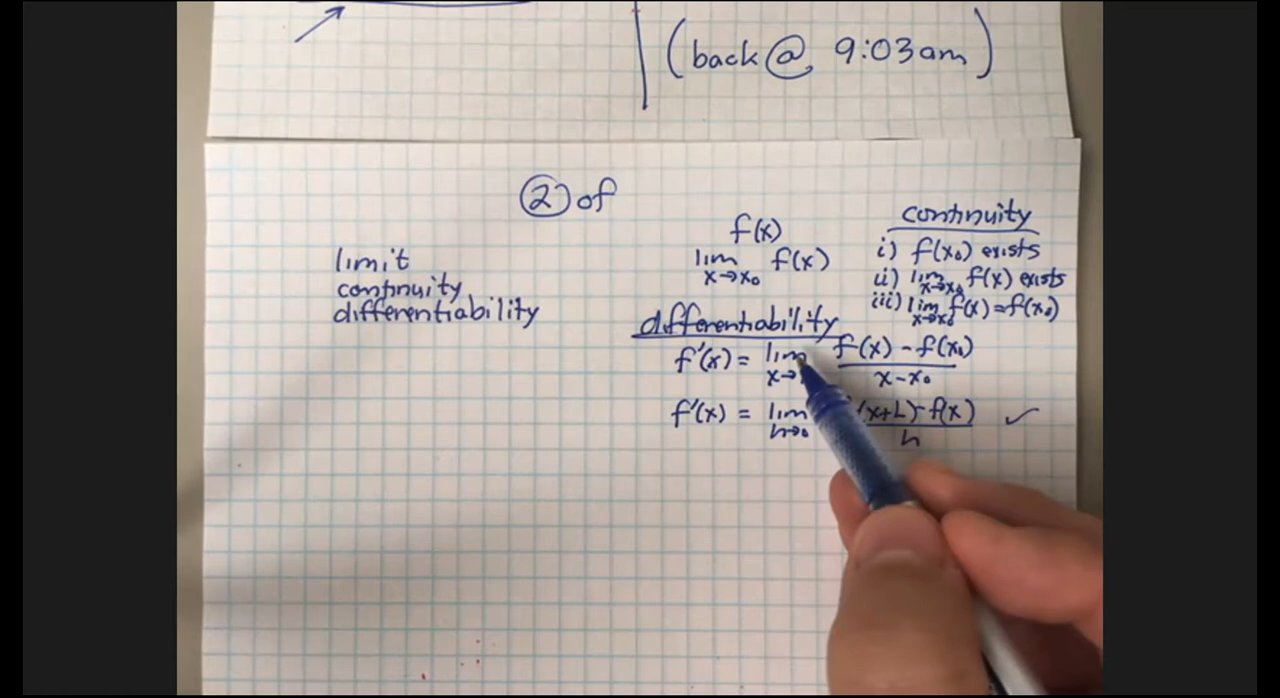 (back @ 9:03am)
② of
limit
continuity
differentiability
f(x)
lim x→x₀ f(x)
continuity
i) f(x₀) exists
ii) lim x→x₀ f(x) exists
iii) lim x→x₀ f(x) = f(x₀)
differentiability
f'(x) = lim x→ f(x) - f(x₀) / x - x₀
f'(x) = lim h→0 (x+h) - f(x) / h ✓